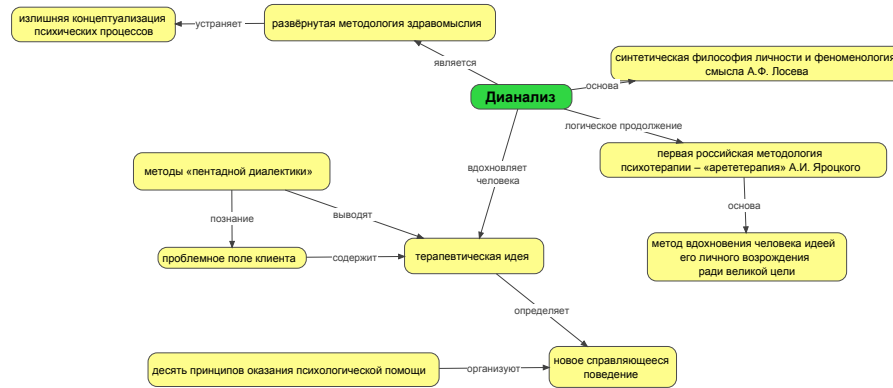 излишняя концептуализация
психических процессов
устраняет
развёрнутая методология здравомыслия
является
синтетическая философия личности и феноменология
смысла А.Ф. Лосева
основа
Дианализ
логическое продолжение
первая российская методология
психотерапии – «арететерапия» А.И. Яроцкого
вдохновляет
человека
методы «пентадной диалектики»
познание
выводят
основа
проблемное поле клиента
содержит
терапевтическая идея
метод вдохновения человека идеей
его личного возрождения
ради великой цели
определяет
десять принципов оказания психологической помощи
организуют
новое справляющееся
поведение